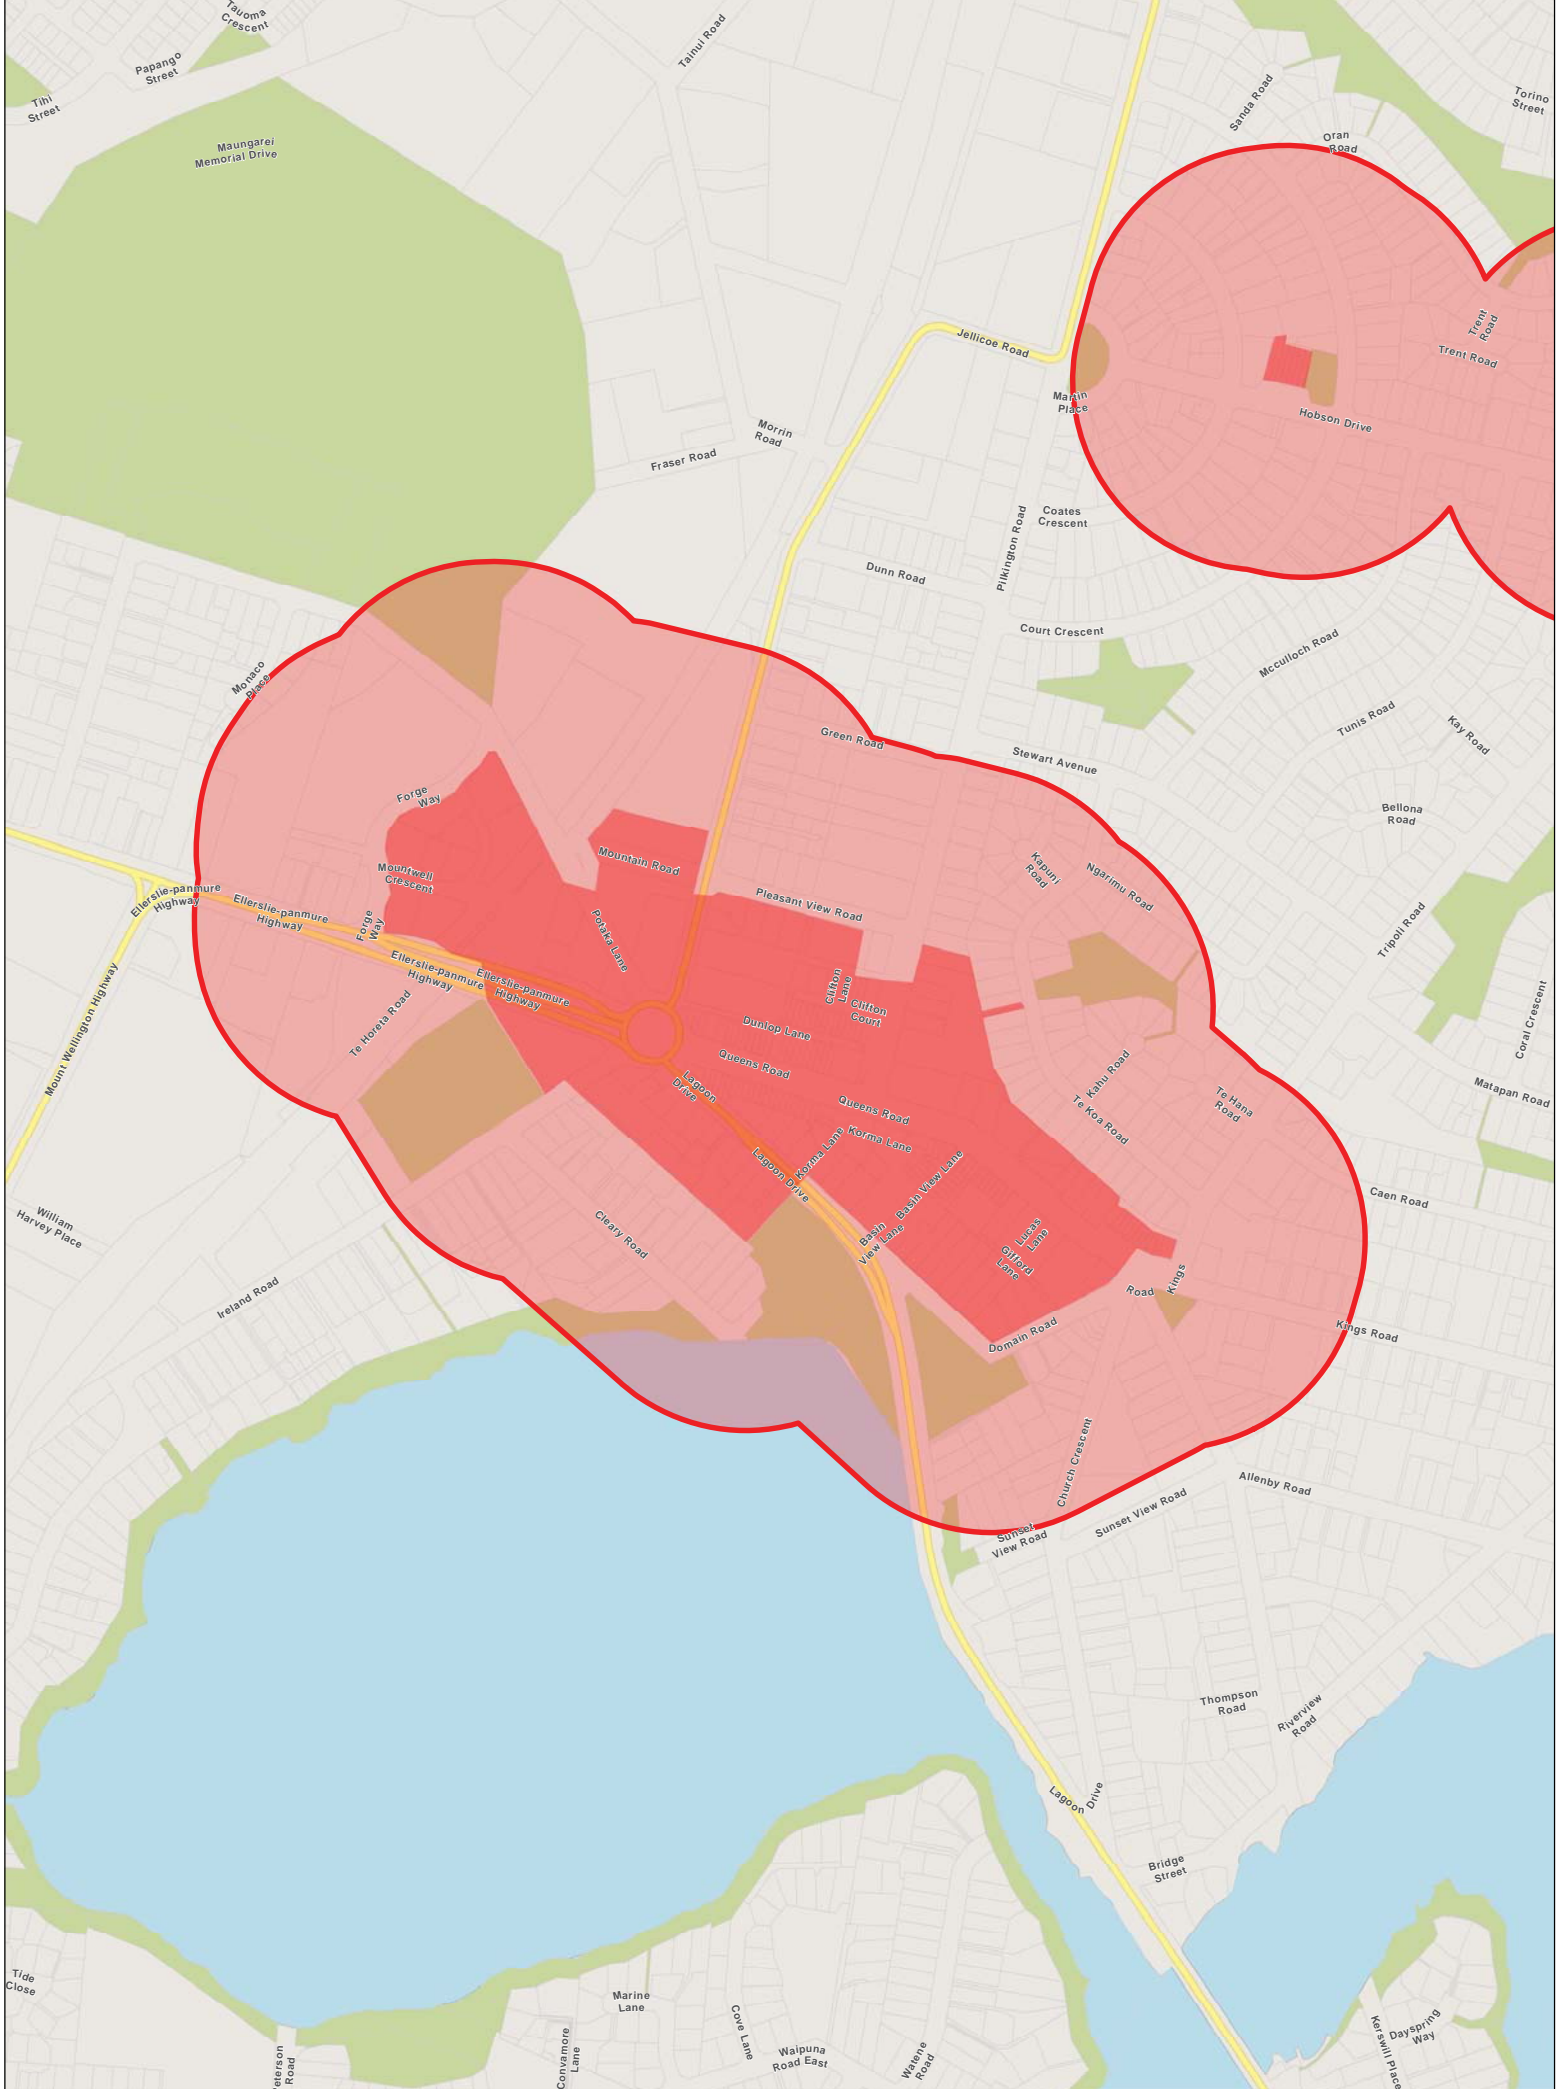 Tauoma
Crescent
Papango
Street
Tihi
Street
Tainui Road
Maungarei
Memorial Drive
Sanda Road
Torino
Street
Oran
Road
Jellicoe Road
Trent
Road
Trent Road
Martin
Place
Hobson Drive
Morrin
Road
Fraser Road
Coates
Crescent
Pilkington Road
Dunn Road
Court Crescent
Mcculloch Road
Monaco
Place
Tunis Road
Kay Road
Green Road
Stewart Avenue
Forge
Way
Bellona
Road
Mountain Road
Mountwell
Crescent
Kapuni
Road
Ngarimu Road
Ellerslie-panmure
Highway
Ellerslie-panmure
Highway
Pleasant View Road
Forge
Way
Potaka Lane
Tripoli Road
Ellerslie-panmure
Highway
Ellerslie-panmure
Highway
Clifton
Lane
Clifton
Court
Te Horeta Road
Mount Wellington Highway
Dunlop Lane
Coral Crescent
Queens Road
Kahu Road
Lagoon
Drive
Matapan Road
Queens Road
Te Hana
Road
Te Koa Road
Korma Lane
Korma Lane
Lagoon Drive
Basin View Lane
Caen Road
William
Harvey Place
Cleary Road
Basin
View Lane
Lucas
Lane
Gifford
Lane
Ireland Road
Road
Kings
Domain Road
Kings Road
Church Crescent
Allenby Road
Sunset View Road
Sunset
View Road
Thompson
Road
Riverview
Road
Lagoon
Drive
Bridge
Street
Tide
Close
Marine
Lane
Cove Lane
Convamore
Lane
Waipuna
Road East
Watene
Road
eterson
Road
Kerswill Place
Dayspring
Way